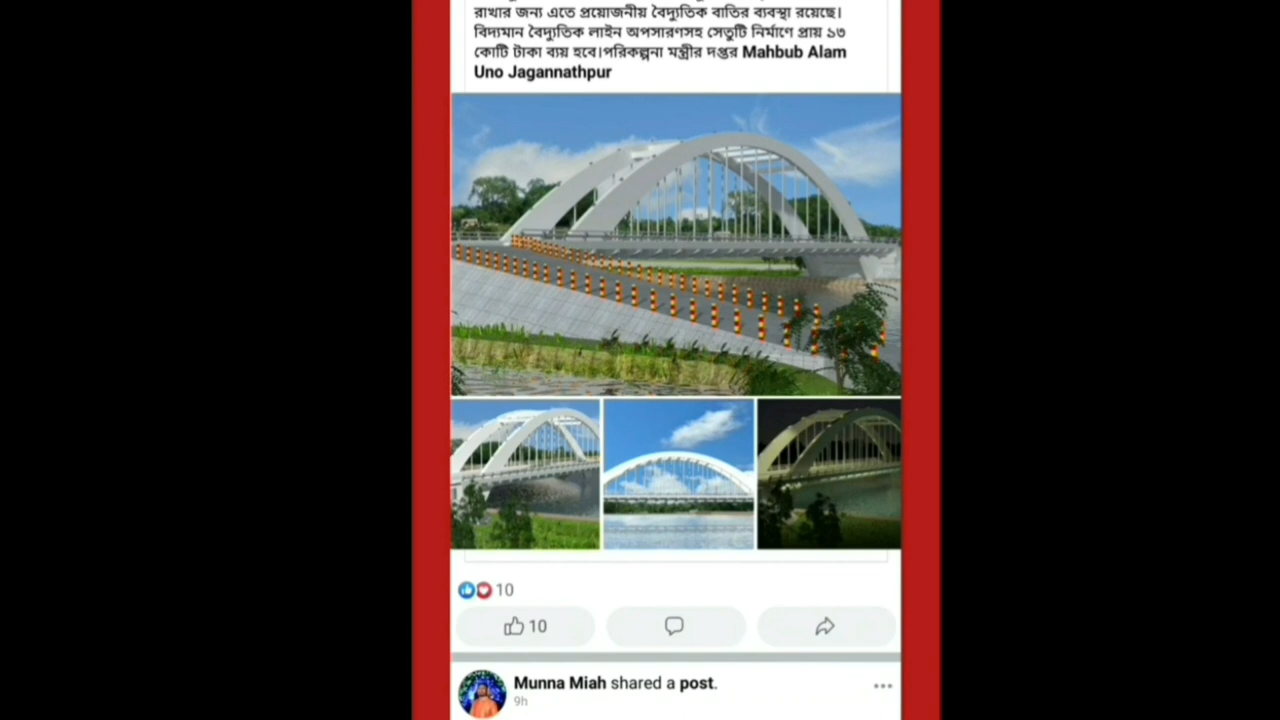 রাখার জন্য এতে প্রয়োজনীয় বৈদ্যুতিক বাতির ব্যবস্থা রয়েছে।
বিদ্যমান বৈদ্যুতিক লাইন অপসারণসহ সেতুটি নির্মাণে প্রায় ১৩
কোটি টাকা ব্যয় হবে।পরিকল্পনা মন্ত্রীর দপ্তর Mahbub Alam
Uno Jagannathpur
10
10
Munna Miah shared a post.
9h